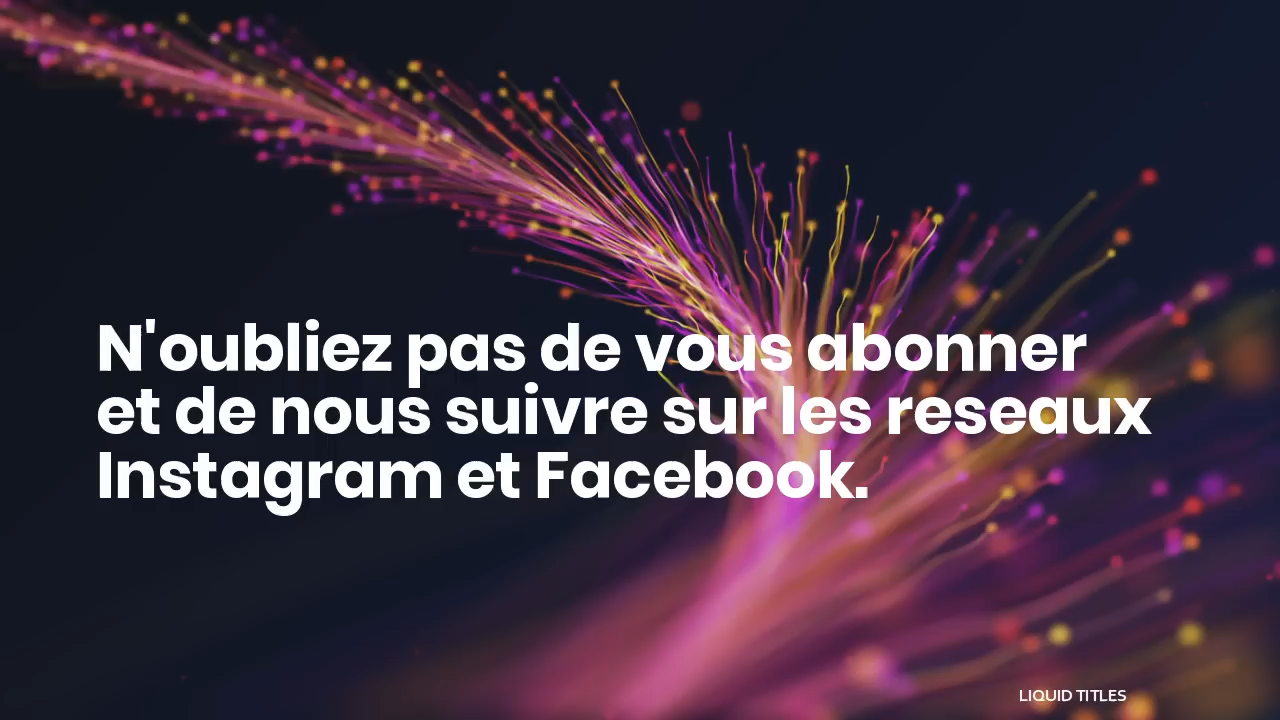 N'oubliez pas de vous abonner
et de nous suivre sur les reseaux
Instagram et Facebook.
LIQUID TITLES